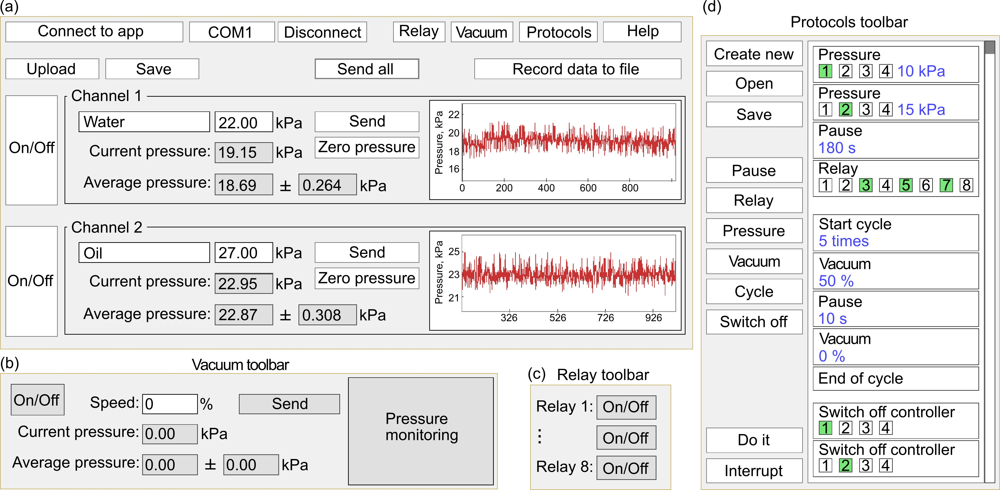 (a)
Connect to app COM1 Disconnect Relay Vacuum Protocols Help
Upload Save Send all Record data to file
On/Off
Channel 1
Water 22.00 kPa Send
Current pressure: 19.15 kPa Zero pressure
Average pressure: 18.69 ± 0.264 kPa
Pressure, kPa
22
20
18
16
0 200 400 600 800
On/Off
Channel 2
Oil 27.00 kPa Send
Current pressure: 22.95 kPa Zero pressure
Average pressure: 22.87 ± 0.308 kPa
Pressure, kPa
25
23
21
326 526 726 926
(b)
Vacuum toolbar
On/Off Speed: 0 % Send
Current pressure: 0.00 kPa
Average pressure: 0.00 ± 0.00 kPa
Pressure
monitoring
(c) Relay toolbar
Relay 1: On/Off
⋮ On/Off
Relay 8: On/Off
(d)
Protocols toolbar
Create new
Open
Save
Pause
Relay
Pressure
Vacuum
Cycle
Switch off
Do it
Interrupt
Pressure
1 2 3 4 10 kPa
Pressure
1 2 3 4 15 kPa
Pause
180 s
Relay
1 2 3 4 5 6 7 8
Start cycle
5 times
Vacuum
50 %
Pause
10 s
Vacuum
0 %
End of cycle
Switch off controller
1 2 3 4
Switch off controller
1 2 3 4